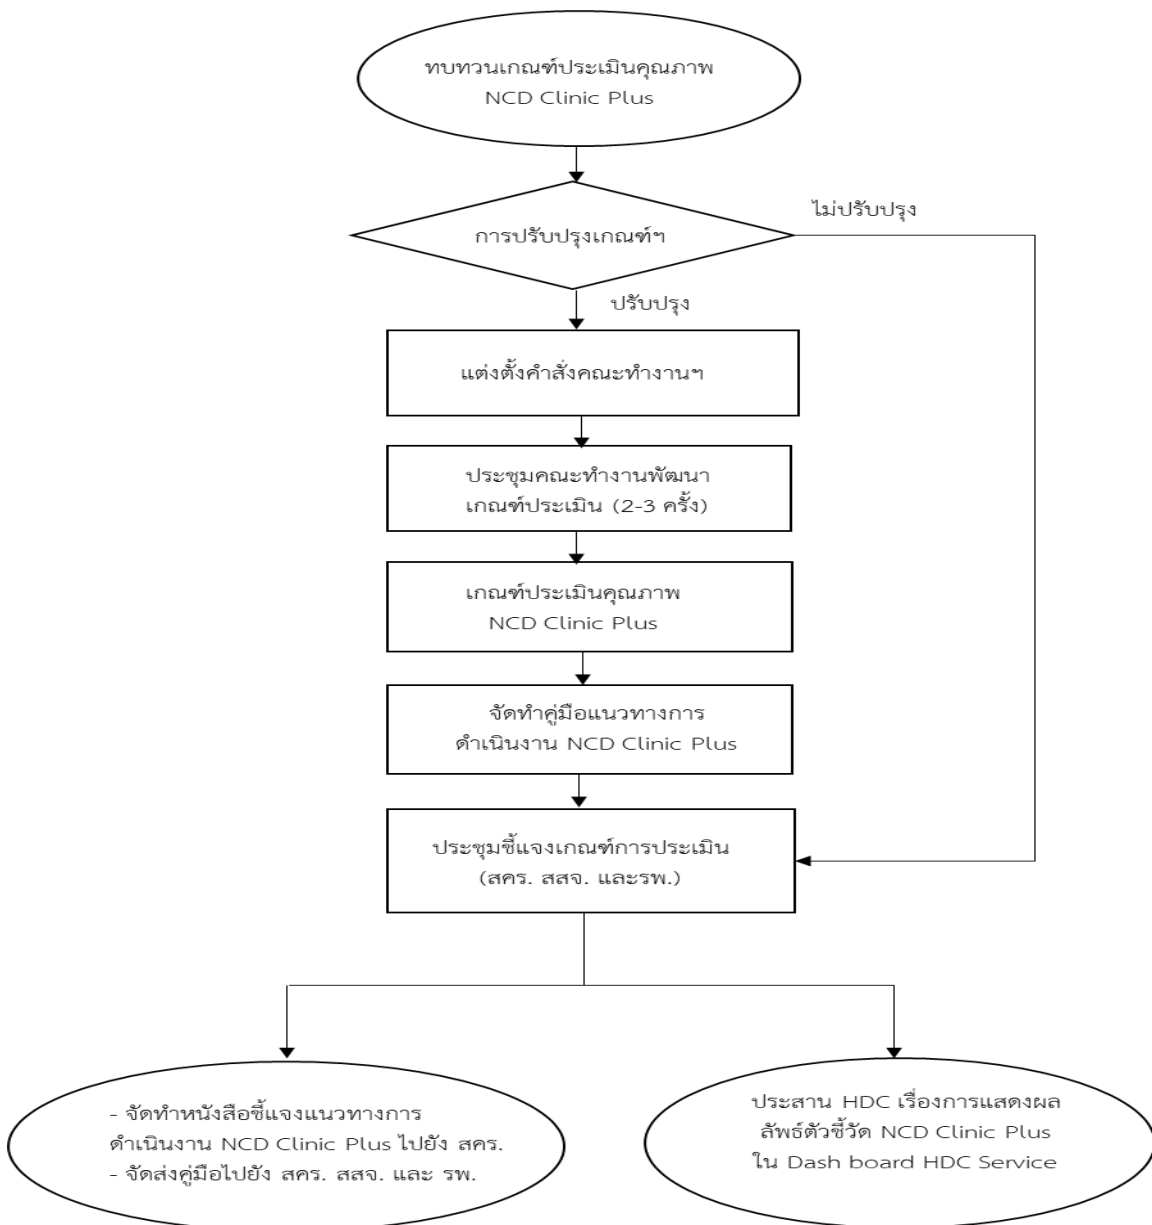 ทบทวนเกณฑ์ประเมินคุณภาพ
NCD Clinic Plus
ไม่ปรับปรุง
การปรับปรุงเกณฑ์ฯ
ปรับปรุง
แต่งตั้งคำสั่งคณะทำงานฯ
ประชุมคณะทำงานพัฒนา
เกณฑ์ประเมิน (2-3 ครั้ง)
เกณฑ์ประเมินคุณภาพ
NCD Clinic Plus
จัดทำคู่มือแนวทางการ
ดำเนินงาน NCD Clinic Plus
ประชุมชี้แจงเกณฑ์การประเมิน
(สคร. สสจ. และรพ.)
- จัดทำหนังสือชี้แจงแนวทางการ
ดำเนินงาน NCD Clinic Plus ไปยัง สคร.
- จัดส่งคู่มือไปยัง สคร. สสจ. และ รพ.
ประสาน HDC เรื่องการแสดงผล
ลัพธ์ตัวชี้วัด NCD Clinic Plus
ใน Dash board HDC Service